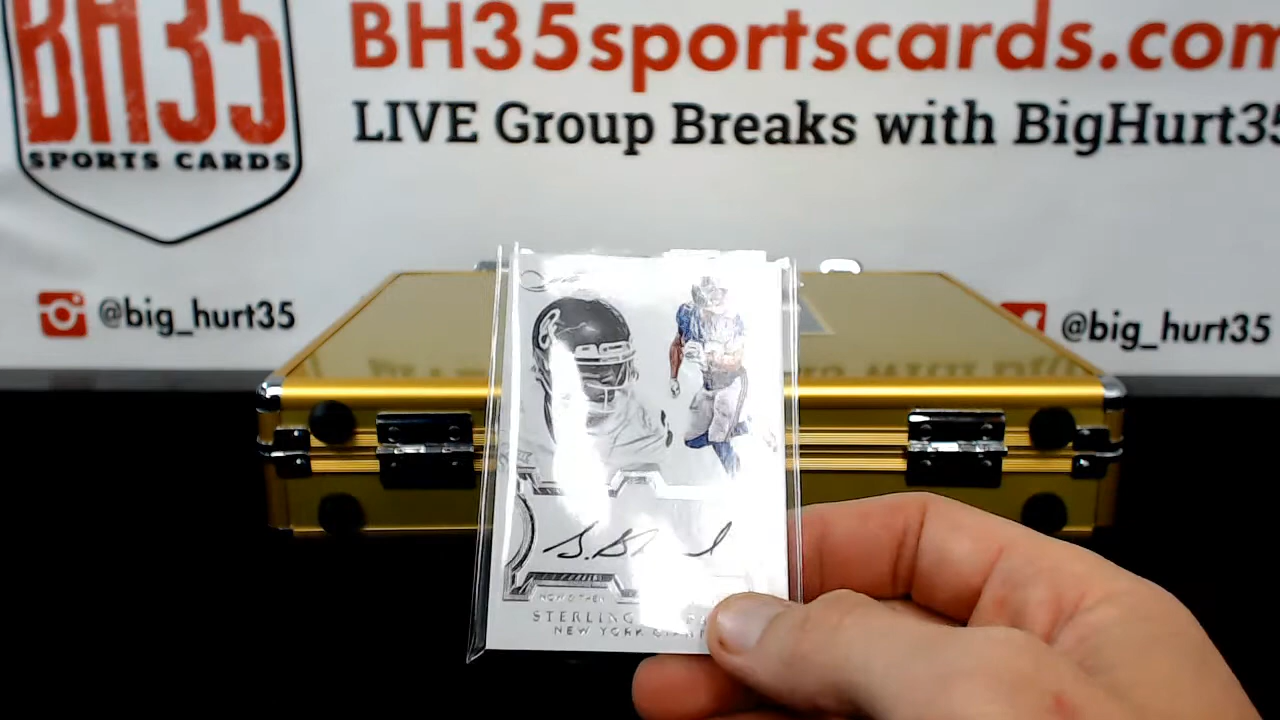 BH35
SPORTS CARDS
BH35sportscards.com
LIVE Group Breaks with BigHurt35
@big_hurt35
@big_hurt35
STERLING
NEW YORK